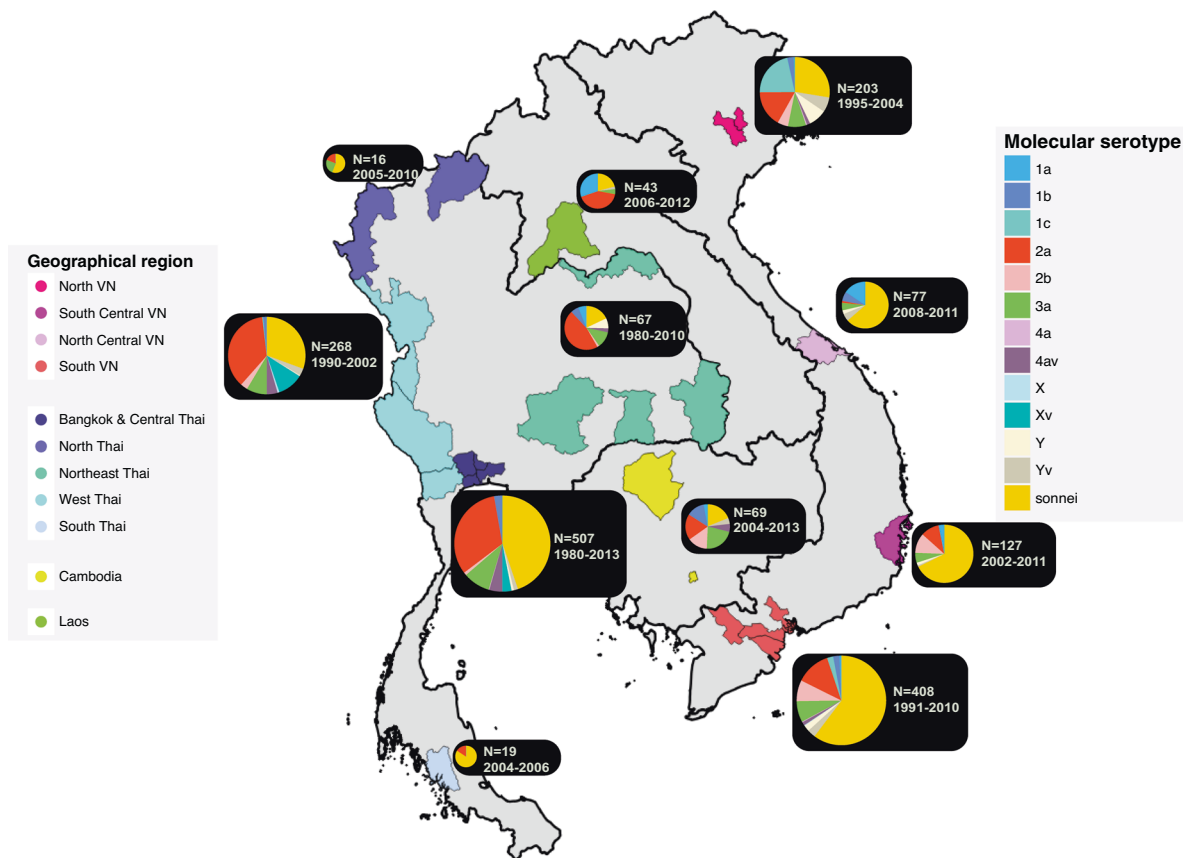 N=203
1995-2004
N=16
2005-2010
N=43
2006-2012
Molecular serotype
1a
1b
1c
2a
2b
3a
4a
4av
X
Xv
Y
Yv
sonnei
Geographical region
North VN
South Central VN
North Central VN
South VN
Bangkok & Central Thai
North Thai
Northeast Thai
West Thai
South Thai
Cambodia
Laos
N=77
2008-2011
N=67
1980-2010
N=268
1990-2002
N=69
2004-2013
N=507
1980-2013
N=127
2002-2011
N=408
1991-2010
N=19
2004-2006